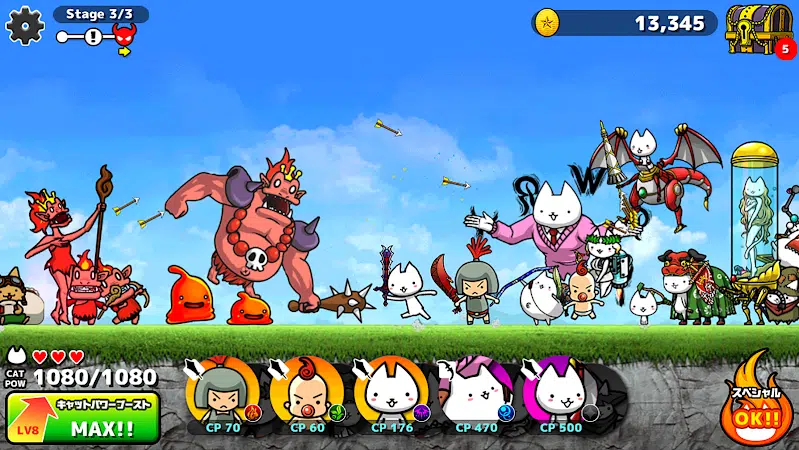 Stage 3/3
13,345
5
W
CAT
POW
1080/1080
キャットパワーブースト
LV8
MAX!!
CP 70
CP 60
CP 176
CP 470
CP 500
スペシャル
OK!!